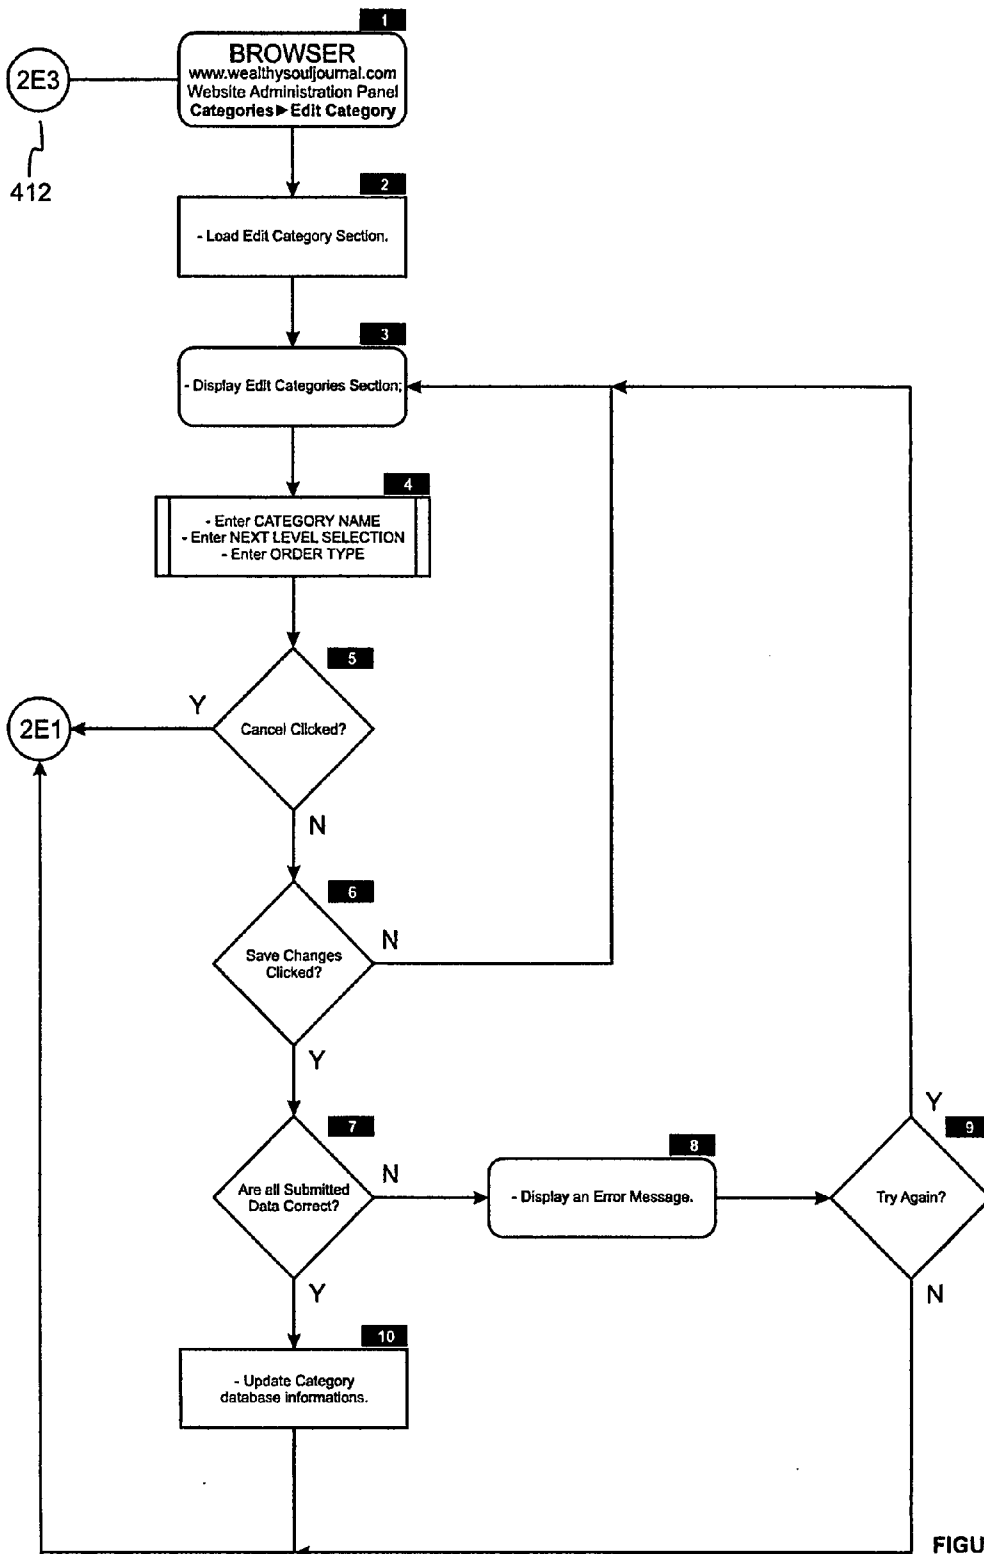 1
2E3
BROWSER
www.wealthysouljournal.com
Website Administration Panel
Categories►Edit Category
412
2
- Load Edit Category Section.
3
- Display Edit Categories Section;
4
- Enter CATEGORY NAME
- Enter NEXT LEVEL SELECTION
- Enter ORDER TYPE
5
Y
2E1
Cancel Clicked?
N
6
Save Changes
Clicked?
N
Y
7
Are all Submitted
Data Correct?
N
8
- Display an Error Message.
Y
9
Try Again?
N
Y
10
- Update Category
database informations.
FIGU